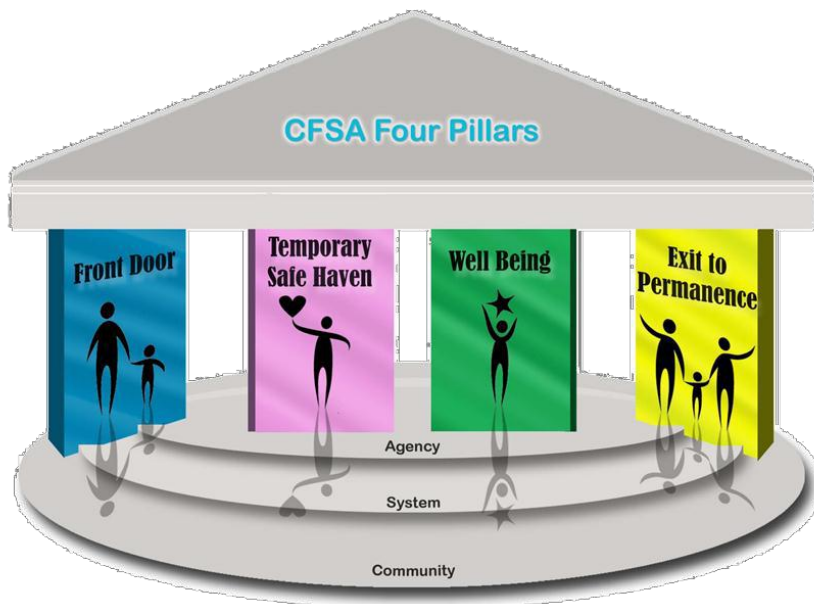 CFSA Four Pillars
Front Door
Temporary
Safe Haven
Well Being
Exit to
Permanence
Agency
System
Community